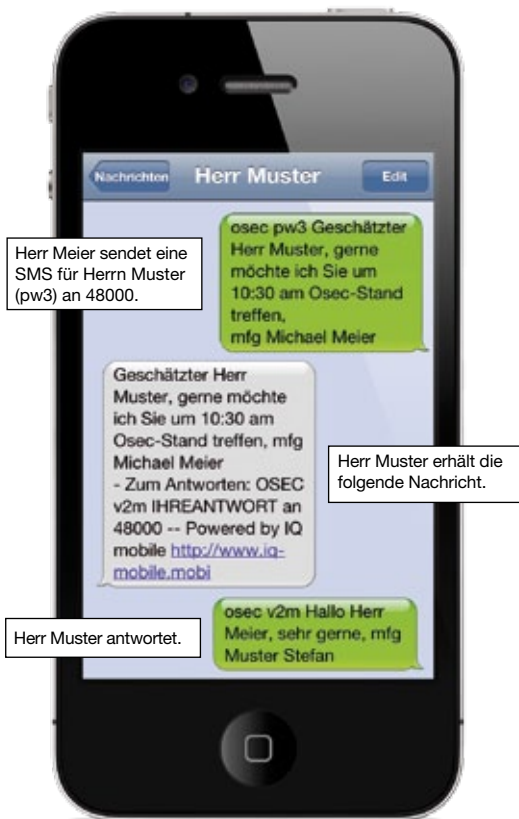 Nachrichten
Herr Muster
Edit
osec pw3 Geschätzter
Herr Muster, gerne
möchte ich Sie um
10:30 am Osec-Stand
treffen,
mfg Michael Meier
Herr Meier sendet eine
SMS für Herrn Muster
(pw3) an 48000.
Geschätzter Herr
Muster, gerne möchte
ich Sie um 10:30 am
Osec-Stand treffen, mfg
Michael Meier
- Zum Antworten: OSEC
v2m IHREANTWORT an
48000 -- Powered by IQ
mobile http://www.iq-
mobile.mobi
Herr Muster erhält die
folgende Nachricht.
osec v2m Hallo Herr
Meier, sehr gerne, mfg
Muster Stefan
Herr Muster antwortet.